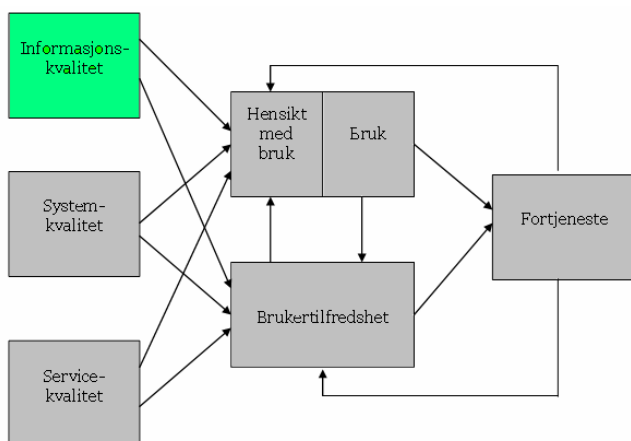 Informasjons-
kvalitet
Hensikt
med
bruk
Bruk
System-
kvalitet
Fortjeneste
Brukertilfredshet
Service-
kvalitet